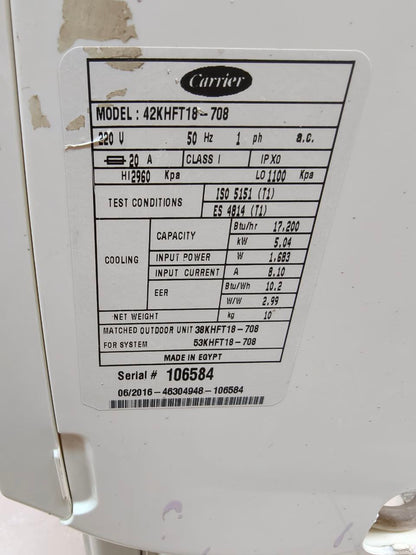 Carrier
MODEL : 42KHFT18-708
220 V 50 Hz 1 ph a.c.
20 A CLASS I IPX0
HI 2960 Kpa LO 1100 Kpa
TEST CONDITIONS ISO 5151 (T1)
ES 4814 (T1)
COOLING CAPACITY Btu/hr 17,200
kW 5.04
INPUT POWER W 1,683
INPUT CURRENT A 8.10
EER Btu/Wh 10.2
W/W 2.99
NET WEIGHT kg 10
MATCHED OUTDOOR UNIT 38KHFT18-708
FOR SYSTEM 53KHFT18-708
MADE IN EGYPT
Serial # 106584
06/2016-46304948-106584